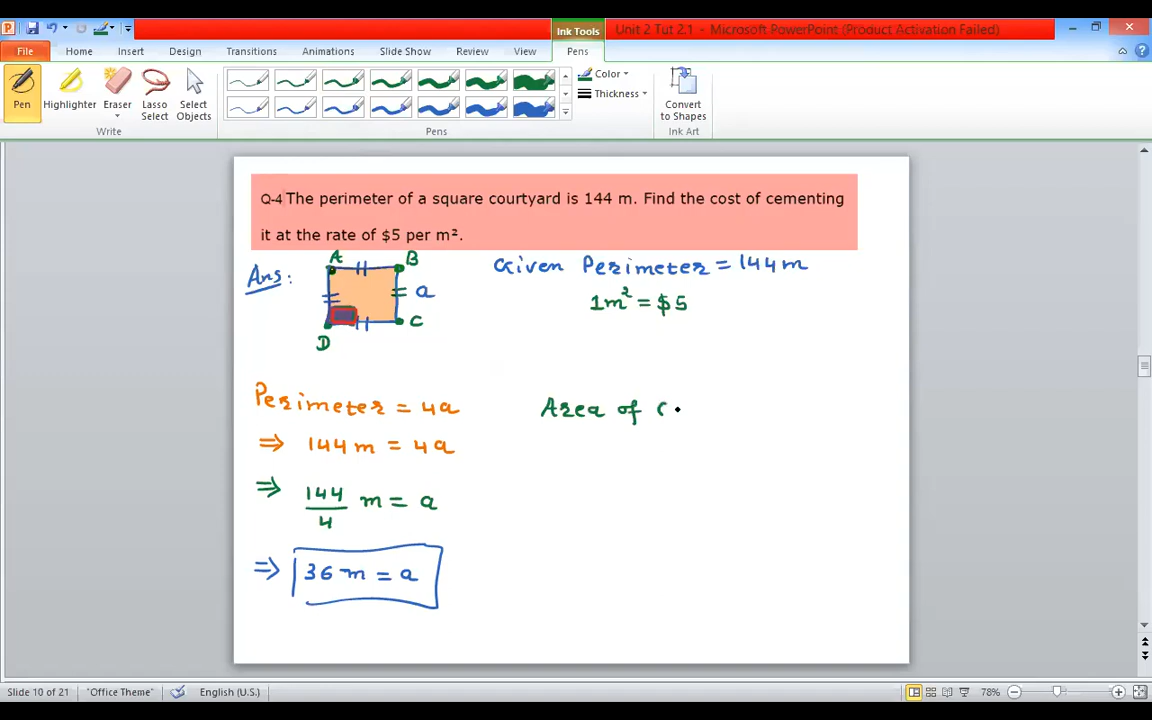 Ink Tools
Unit 2 Tut 2.1 - Microsoft PowerPoint (Product Activation Failed)
File Home Insert Design Transitions Animations Slide Show Review View Pens
Pen Highlighter Eraser Lasso Select Select Objects
Color
Thickness
Convert to Shapes
Write Pens Ink Art
Q-4 The perimeter of a square courtyard is 144 m. Find the cost of cementing
it at the rate of $5 per m².
Ans:
A B
a
D C
Given Perimeter = 144m
1m² = $5
Perimeter = 4a
⇒ 144m = 4a
⇒ 144/4 m = a
⇒ 36 m = a
Area of C
Slide 10 of 21 "Office Theme" English (U.S.) 78%